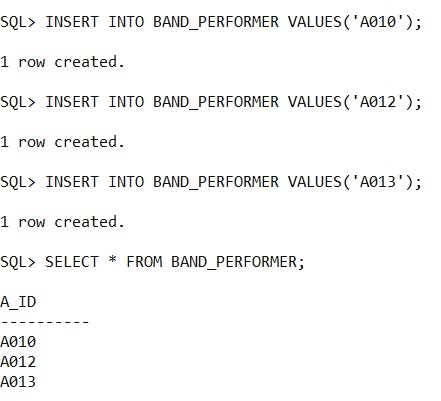 SQL> INSERT INTO BAND_PERFORMER VALUES('A010');
1 row created.
SQL> INSERT INTO BAND_PERFORMER VALUES('A012');
1 row created.
SQL> INSERT INTO BAND_PERFORMER VALUES('A013');
1 row created.
SQL> SELECT * FROM BAND_PERFORMER;
A_ID
----------
A010
A012
A013